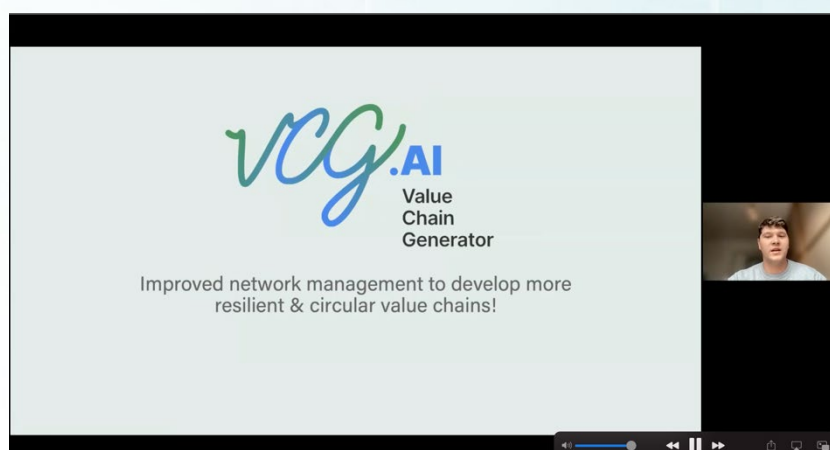 VCG.AI
Value
Chain
Generator
Improved network management to develop more
resilient & circular value chains!